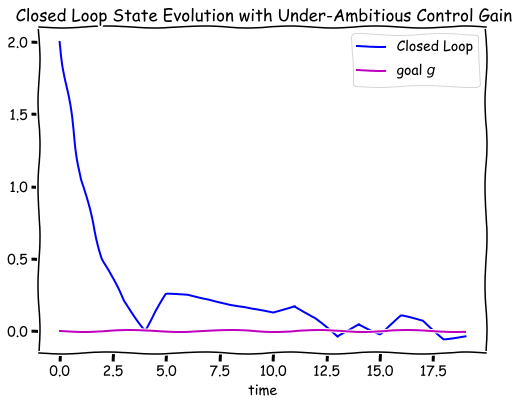 Closed Loop State Evolution with Under-Ambitious Control Gain
Closed Loop
goal g
2.0
1.5
1.0
0.5
0.0
0.0 2.5 5.0 7.5 10.0 12.5 15.0 17.5
time